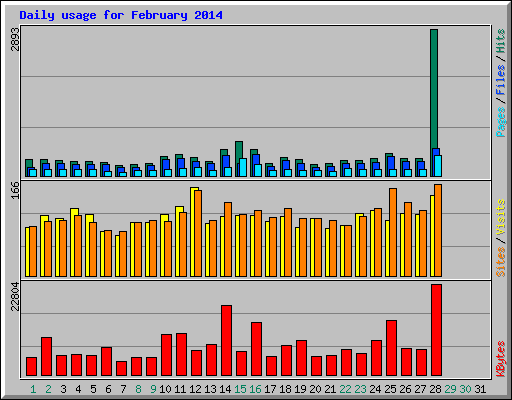 Daily usage for February 2014
2893
Pages / Files / Hits
166
Sites / Visits
22804
KBytes
1 2 3 4 5 6 7 8 9 10 11 12 13 14 15 16 17 18 19 20 21 22 23 24 25 26 27 28 29 30 31